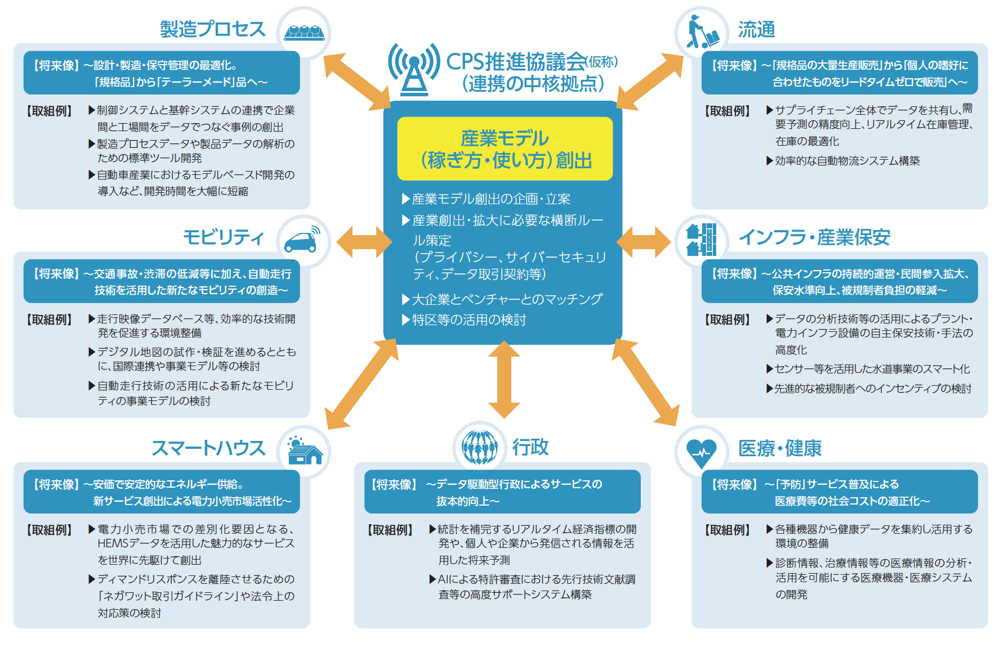 製造プロセス
【将来像】～設計・製造・保守管理の最適化。
「規格品」から「テーラーメード」品へ～
【取組例】
▶制御システムと基幹システムの連携で企業
間と工場間をデータでつなぐ事例の創出
▶製造プロセスデータや製品データの解析の
ための標準ツール開発
▶自動車産業におけるモデルベースド開発の
導入など、開発時間を大幅に短縮
モビリティ
【将来像】～交通事故・渋滞の低減等に加え、自動走行
技術を活用した新たなモビリティの創造～
【取組例】
▶走行映像データベース等、効率的な技術開
発を促進する環境整備
▶デジタル地図の試作・検証を進めるととも
に、国際連携や事業モデル等の検討
▶自動走行技術の活用による新たなモビリ
ティの事業モデルの検討
スマートハウス
【将来像】～安価で安定的なエネルギー供給。
新サービス創出による電力小売市場活性化～
【取組例】
▶電力小売市場での差別化要因となる、
HEMSデータを活用した魅力的なサービス
を世界に先駆けて創出
▶ディマンドリスポンスを離陸させるための
「ネガワット取引ガイドライン」や法令上の
対応策の検討
CPS推進協議会（仮称）
（連携の中核拠点）
産業モデル
（稼ぎ方・使い方）創出
▶産業モデル創出の企画・立案
▶産業創出・拡大に必要な横断ルー
ル策定
（プライバシー、サイバーセキュリ
ティ、データ取引契約等）
▶大企業とベンチャーとのマッチング
▶特区等の活用の検討
行政
【将来像】～データ駆動型行政によるサービスの
抜本的向上～
【取組例】
▶統計を補完するリアルタイム経済指標の開
発や、個人や企業から発信される情報を活
用した将来予測
▶AIによる特許審査における先行技術文献調
査等の高度サポートシステム構築
流通
【将来像】～「規格品の大量生産販売」から「個人の嗜好に
合わせたものをリードタイムゼロで販売」へ～
【取組例】
▶サプライチェーン全体でデータを共有し、需
要予測の精度向上、リアルタイム在庫管理、
在庫の最適化
▶効率的な自動物流システム構築
インフラ・産業保安
【将来像】～公共インフラの持続的運営・民間参入拡大、
保安水準向上、被規制者負担の軽減～
【取組例】
▶データの分析技術等の活用によるプラント・
電力インフラ設備の自主保安技術・手法の
高度化
▶センサー等を活用した水道事業のスマート化
▶先進的な被規制者へのインセンティブの検討
医療・健康
【将来像】～「予防」サービス普及による
医療費等の社会コストの適正化～
【取組例】
▶各種機器から健康データを集約し活用する
環境の整備
▶診断情報、治療情報等の医療情報の分析・
活用を可能にする医療機器・医療システム
の開発